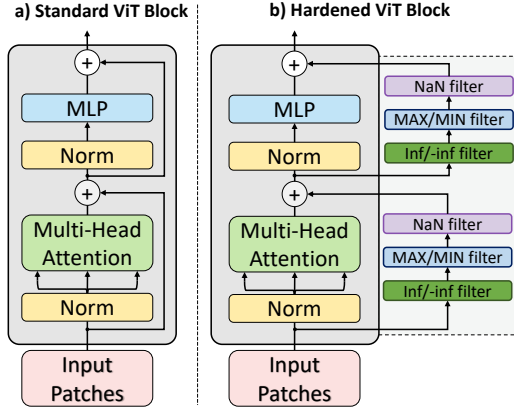 a) Standard ViT Block
+
MLP
Norm
+
Multi-Head
Attention
Norm
Input
Patches
b) Hardened ViT Block
+
MLP
Norm
+
Multi-Head
Attention
Norm
Input
Patches
NaN filter
MAX/MIN filter
Inf/-inf filter
NaN filter
MAX/MIN filter
Inf/-inf filter